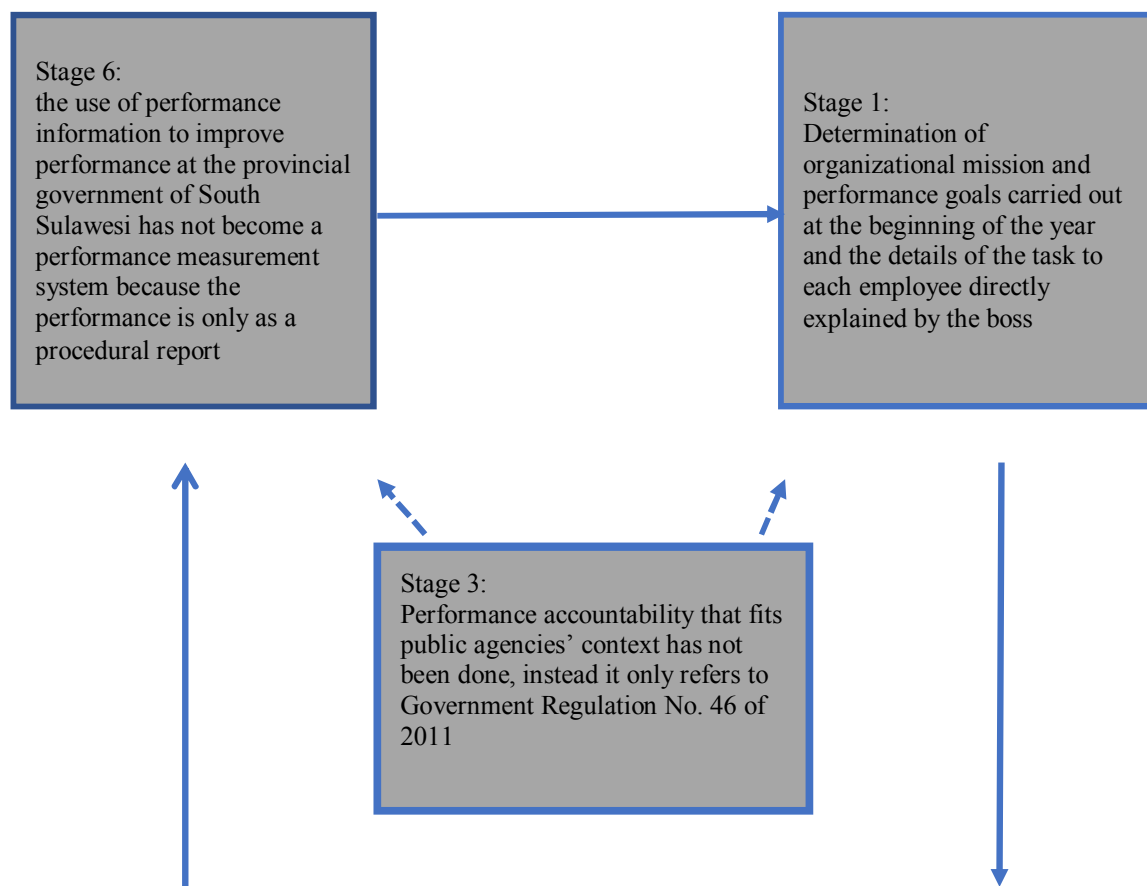 Stage 6:
the use of performance
information to improve
performance at the provincial
government of South
Sulawesi has not become a
performance measurement
system because the
performance is only as a
procedural report
Stage 1:
Determination of
organizational mission and
performance goals carried out
at the beginning of the year
and the details of the task to
each employee directly
explained by the boss
Stage 3:
Performance accountability that fits
public agencies’ context has not
been done, instead it only refers to
Government Regulation No. 46 of
2011